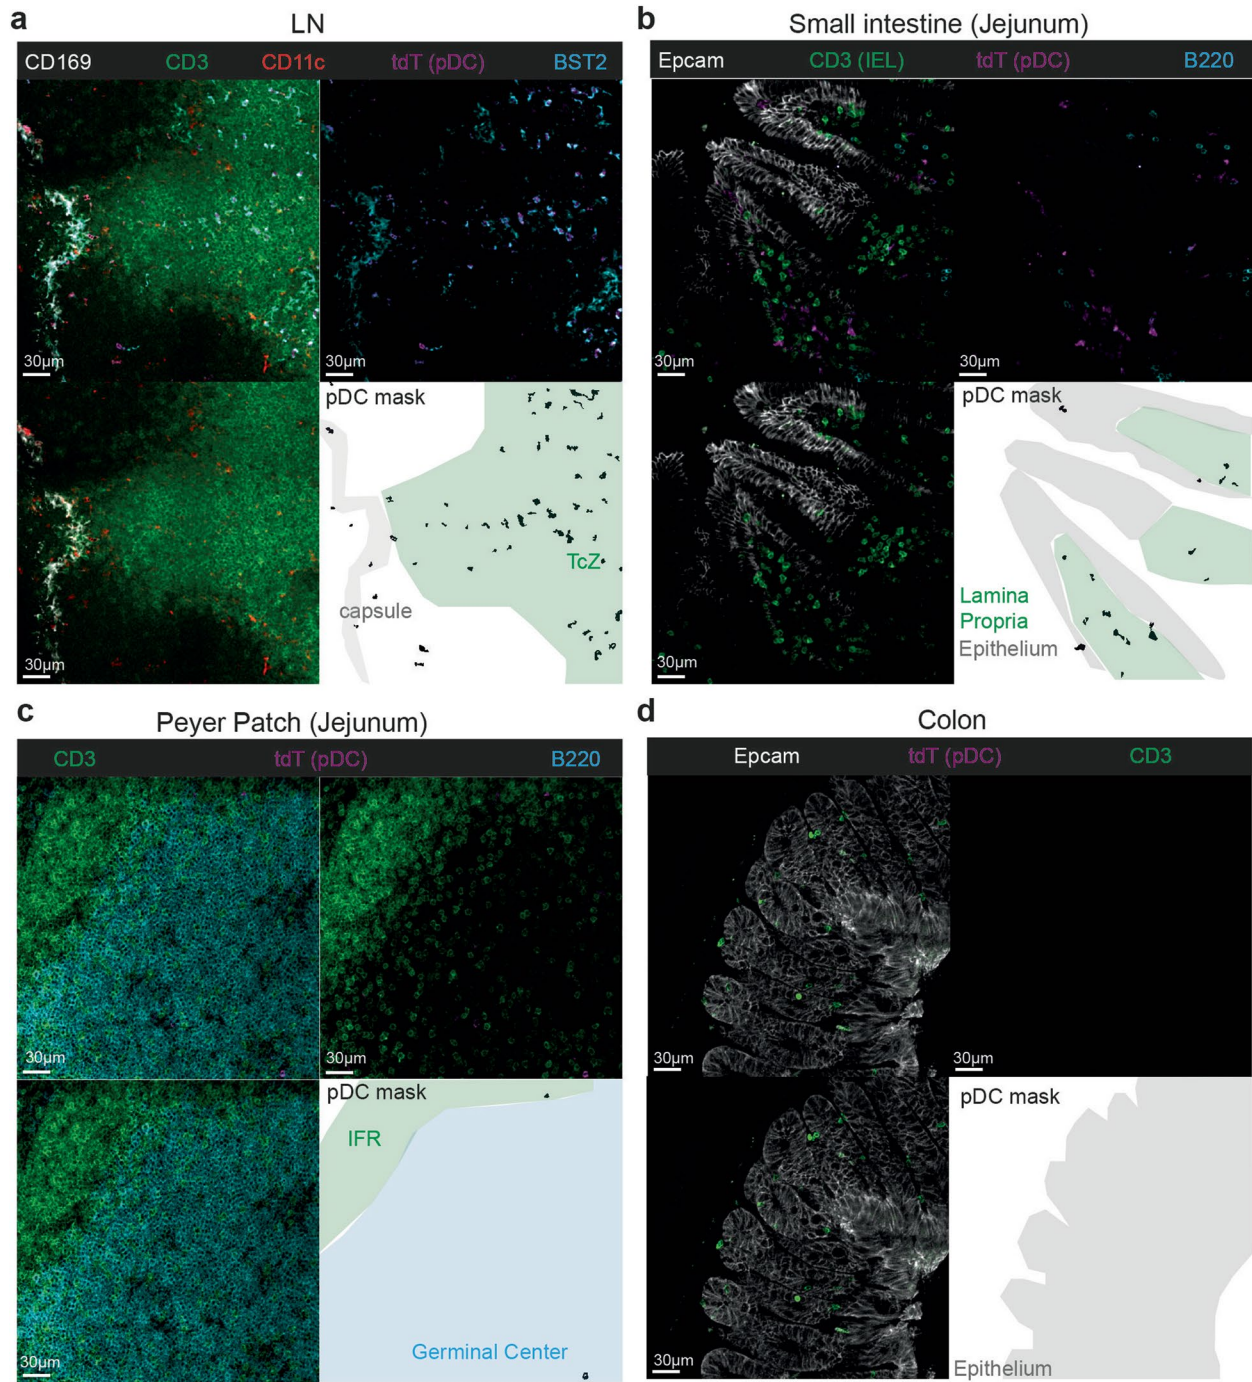 a
LN
CD169 CD3 CD11c tdT (pDC) BST2
30µm
30µm
30µm
pDC mask
TcZ
capsule
b
Small intestine (Jejunum)
Epcam CD3 (IEL) tdT (pDC) B220
30µm
30µm
30µm
pDC mask
Lamina
Propria
Epithelium
c
Peyer Patch (Jejunum)
CD3 tdT (pDC) B220
30µm
30µm
30µm
pDC mask
IFR
Germinal Center
d
Colon
Epcam tdT (pDC) CD3
30µm
30µm
30µm
pDC mask
Epithelium